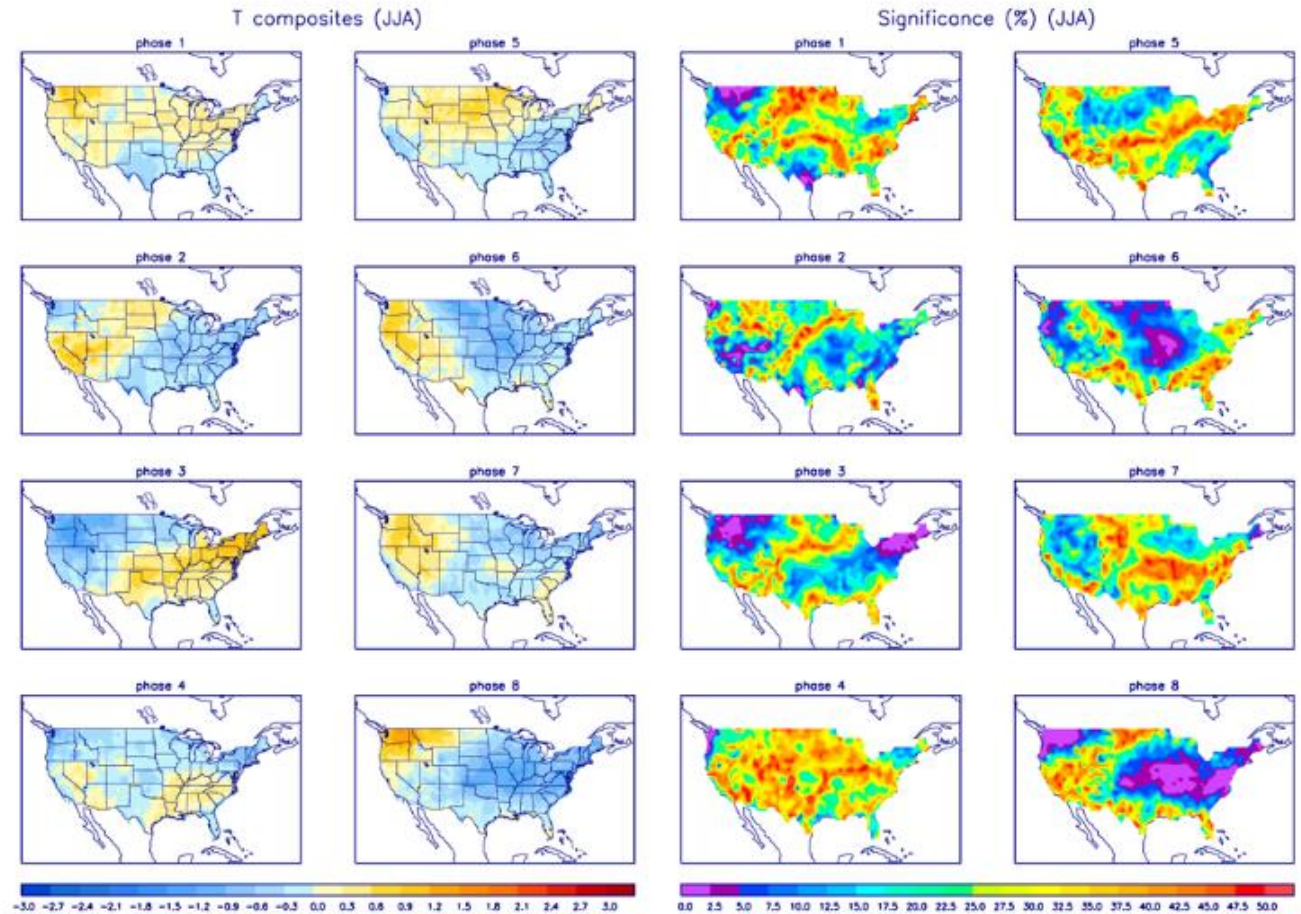 T composites (JJA)
Significance (%) (JJA)
phase 1
phase 5
phase 1
phase 5
phase 2
phase 6
phase 2
phase 6
phase 3
phase 7
phase 3
phase 7
phase 4
phase 8
phase 4
phase 8
-3.0 -2.7 -2.4 -2.1 -1.8 -1.5 -1.2 -0.9 -0.6 -0.3 0.0 0.3 0.6 0.9 1.2 1.5 1.8 2.1 2.4 2.7 3.0
0.0 2.5 5.0 7.5 10.0 12.5 15.0 17.5 20.0 22.5 25.0 27.5 30.0 32.5 35.0 37.5 40.0 42.5 45.0 47.5 50.0